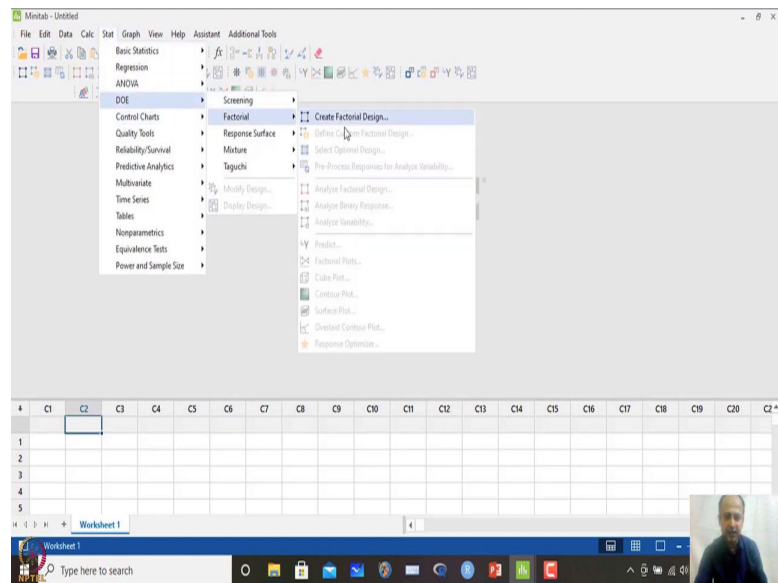 Minitab - Untitled
File Edit Data Calc Stat Graph View Help Assistant Additional Tools
Basic Statistics
Regression
ANOVA
DOE
Control Charts
Quality Tools
Reliability/Survival
Predictive Analytics
Multivariate
Time Series
Tables
Nonparametrics
Equivalence Tests
Power and Sample Size
Screening
Factorial
Response Surface
Mixture
Taguchi
Modify Design...
Display Design...
Create Factorial Design...
Define Custom Factorial Design...
Select Optimal Design...
Pre-Process Responses for Analyze Variability...
Analyze Factorial Design...
Analyze Binary Response...
Analyze Variability...
Predict...
Factorial Plots...
Cube Plot...
Contour Plot...
Surface Plot...
Overlaid Contour Plot...
Response Optimizer...
C1 C2 C3 C4 C5 C6 C7 C8 C9 C10 C11 C12 C13 C14 C15 C16 C17 C18 C19 C20 C2
1
2
3
4
5
Worksheet 1
Worksheet 1
Type here to search
NPTEL